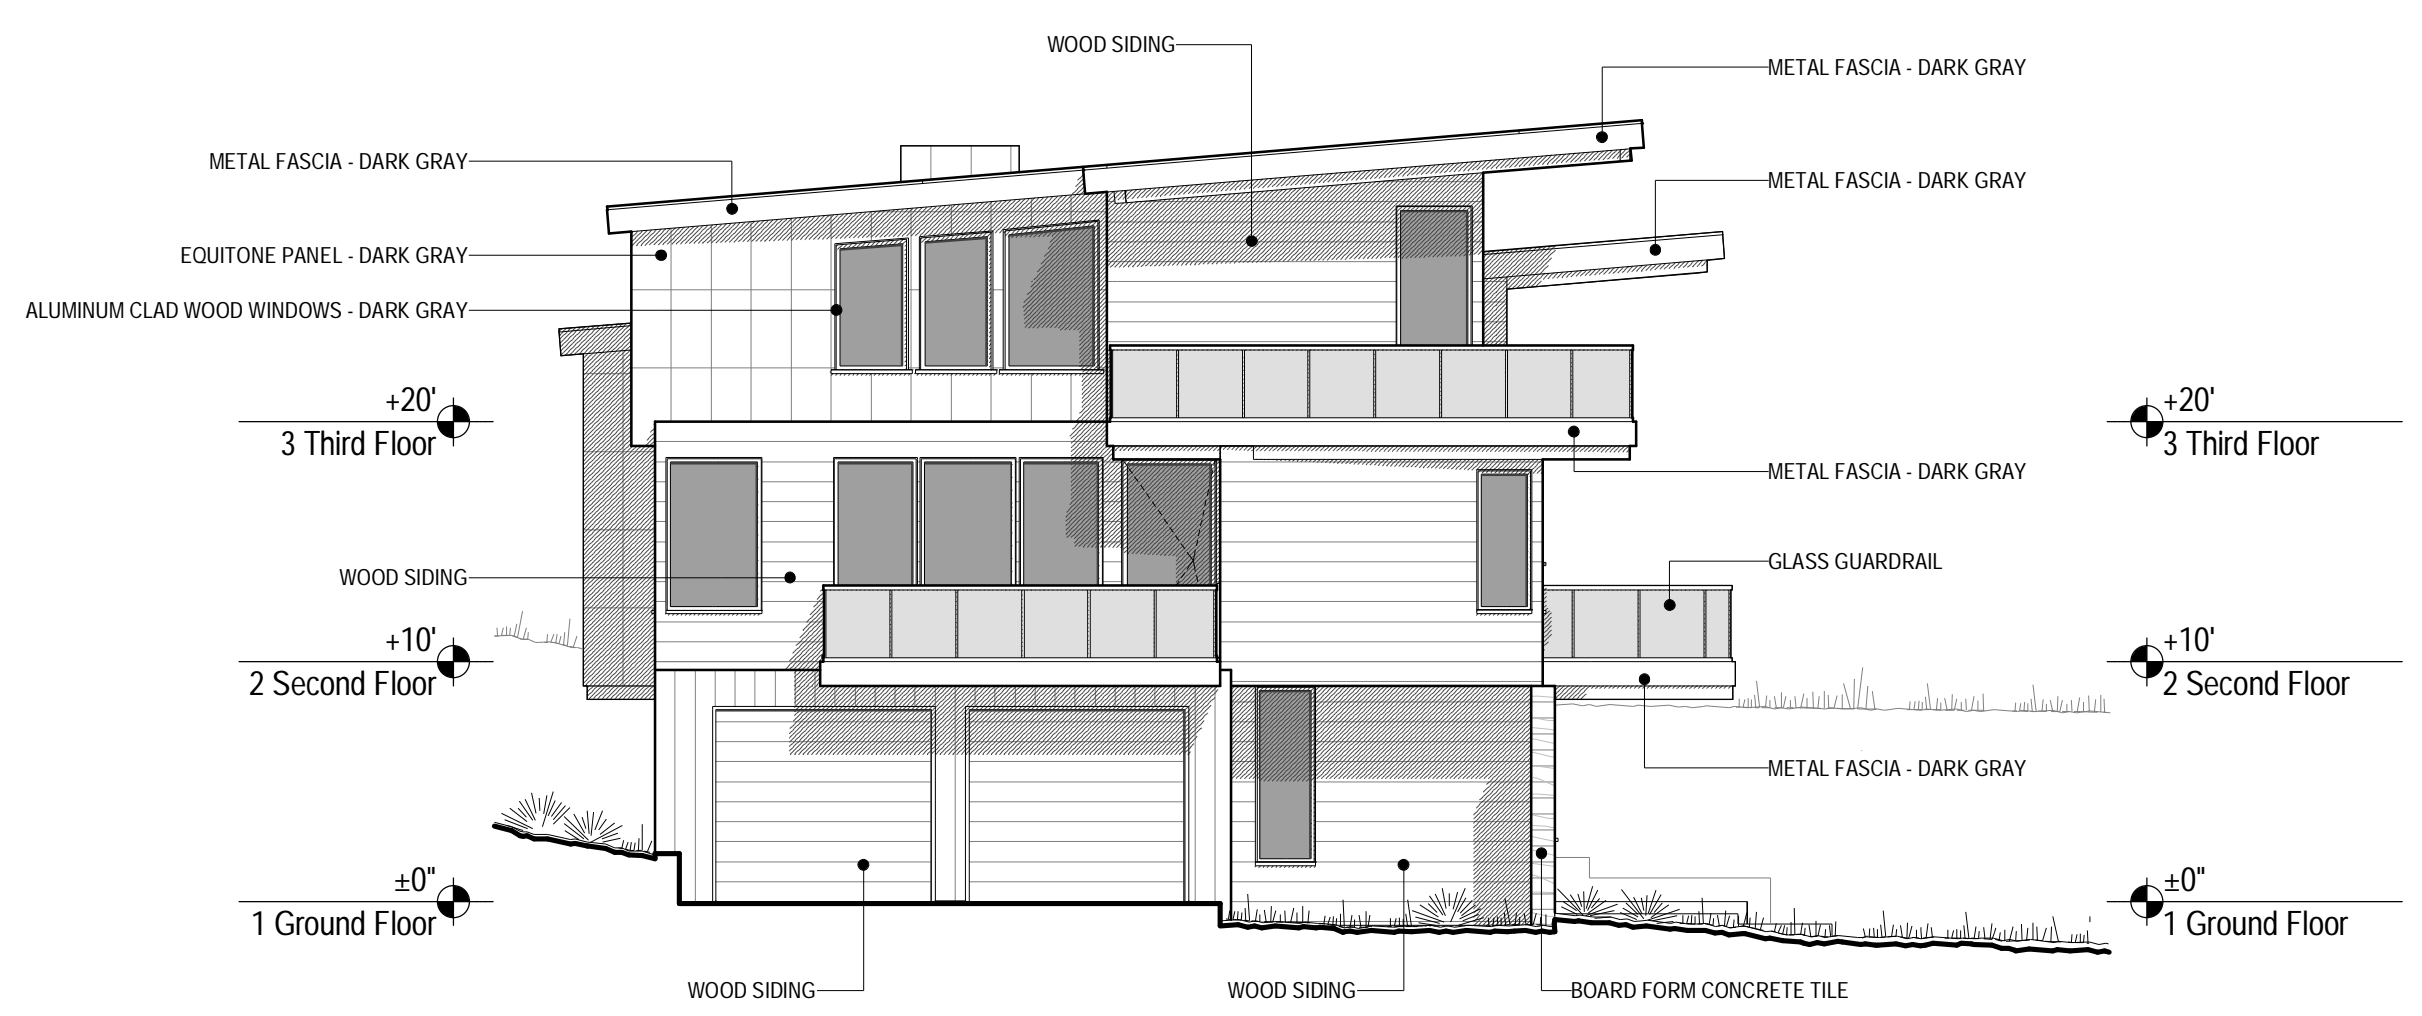 WOOD SIDING
METAL FASCIA - DARK GRAY
METAL FASCIA - DARK GRAY
METAL FASCIA - DARK GRAY
EQUITONE PANEL - DARK GRAY
ALUMINUM CLAD WOOD WINDOWS - DARK GRAY
+20'
3 Third Floor
+20'
3 Third Floor
METAL FASCIA - DARK GRAY
GLASS GUARDRAIL
WOOD SIDING
+10'
2 Second Floor
+10'
2 Second Floor
METAL FASCIA - DARK GRAY
±0"
1 Ground Floor
±0"
1 Ground Floor
WOOD SIDING
WOOD SIDING
BOARD FORM CONCRETE TILE